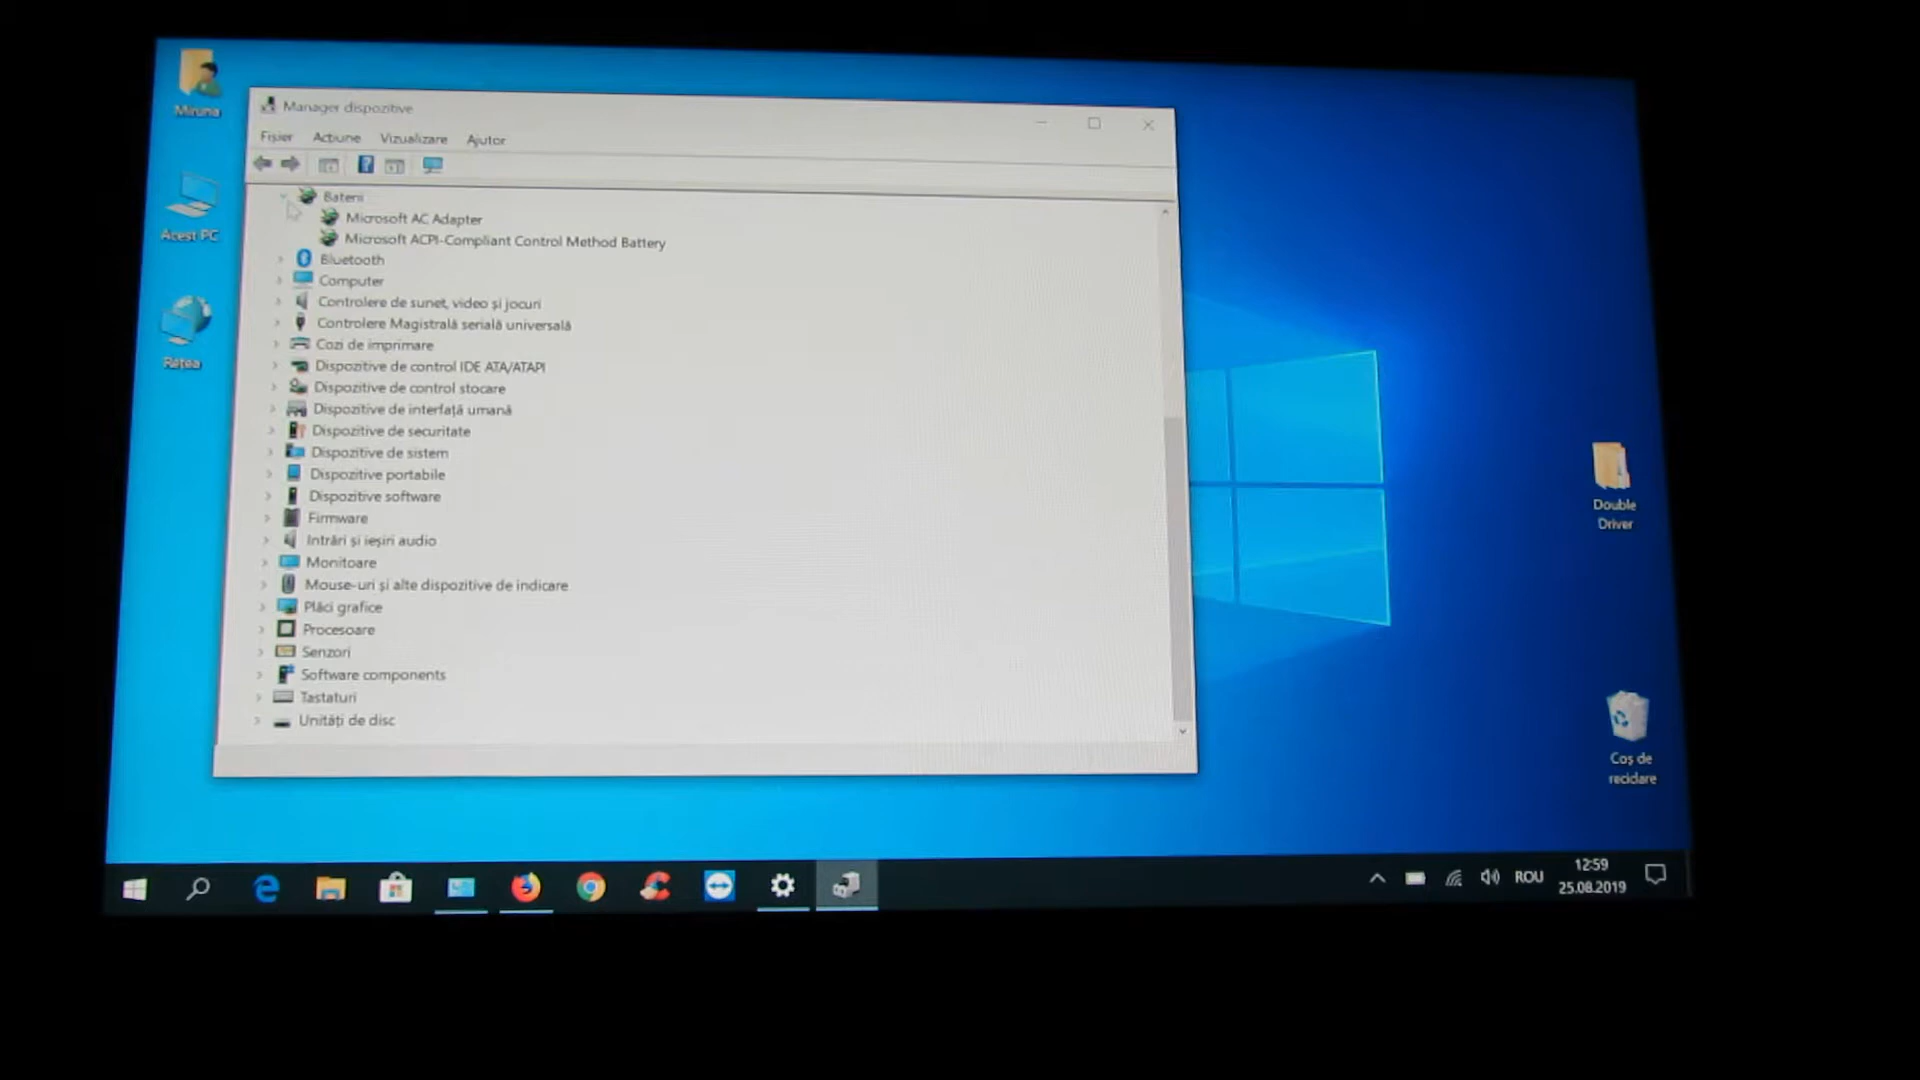 Miruna
Acest PC
Rețea
Manager dispozitive
Fișier Acțiune Vizualizare Ajutor
Baterii
Microsoft AC Adapter
Microsoft ACPI-Compliant Control Method Battery
Bluetooth
Computer
Controlere de sunet, video și jocuri
Controlere Magistrală serială universală
Cozi de imprimare
Dispozitive de control IDE ATA/ATAPI
Dispozitive de control stocare
Dispozitive de interfață umană
Dispozitive de securitate
Dispozitive de sistem
Dispozitive portabile
Dispozitive software
Firmware
Intrări și ieșiri audio
Monitoare
Mouse-uri și alte dispozitive de indicare
Plăci grafice
Procesoare
Senzori
Software components
Tastaturi
Unități de disc
Double
Driver
Coș de
reciclare
ROU
12:59
25.08.2019